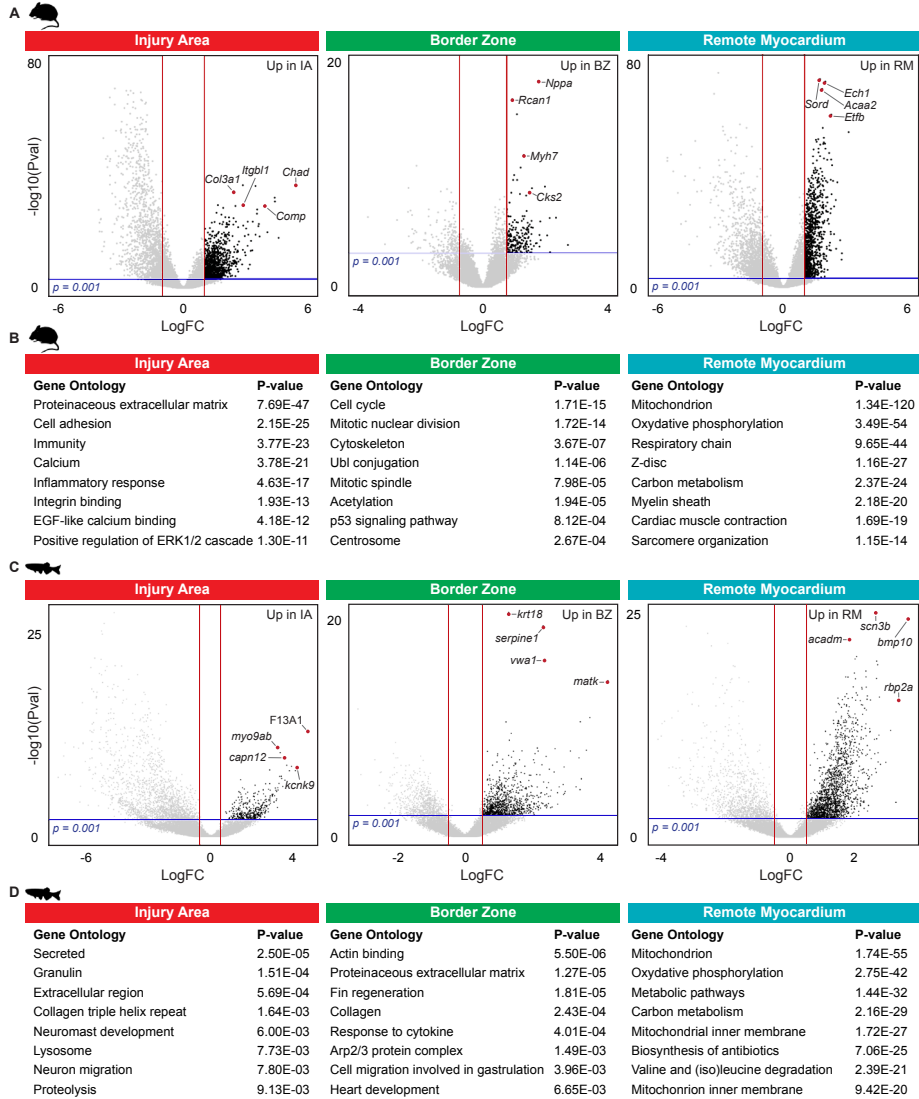 A
Injury Area
Border Zone
Remote Myocardium
80
20
80
Up in IA
Up in BZ
Up in RM
Nppa
Rcan1
Myh7
Cks2
Col3a1
Itgbl1
Chad
Comp
Sord
Ech1
Acaa2
Etfb
-log10(Pval)
p = 0.001
p = 0.001
p = 0.001
0
0
0
-6 0 6
-4 0 4
-6 0 6
LogFC
LogFC
LogFC
B
Injury Area
Gene Ontology P-value
Proteinaceous extracellular matrix 7.69E-47
Cell adhesion 2.15E-25
Immunity 3.77E-23
Calcium 3.78E-21
Inflammatory response 4.63E-17
Integrin binding 1.93E-13
EGF-like calcium binding 4.18E-12
Positive regulation of ERK1/2 cascade 1.30E-11
Border Zone
Gene Ontology P-value
Cell cycle 1.71E-15
Mitotic nuclear division 1.72E-14
Cytoskeleton 3.67E-07
Ubl conjugation 1.14E-06
Mitotic spindle 7.98E-05
Acetylation 1.94E-05
p53 signaling pathway 8.12E-04
Centrosome 2.67E-04
Remote Myocardium
Gene Ontology P-value
Mitochondrion 1.34E-120
Oxydative phosphorylation 3.49E-54
Respiratory chain 9.65E-44
Z-disc 1.16E-27
Carbon metabolism 2.37E-24
Myelin sheath 2.18E-20
Cardiac muscle contraction 1.69E-19
Sarcomere organization 1.15E-14
C
Injury Area
Border Zone
Remote Myocardium
25
20
25
Up in IA
Up in BZ
Up in RM
F13A1
myo9ab
capn12
kcnk9
krt18
serpine1
vwa1
matk
scn3b
acadm
bmp10
rbp2a
-log10(Pval)
p = 0.001
p = 0.001
p = 0.001
0
0
0
-6 0 4
-2 0 4
-4 0 2
LogFC
LogFC
LogFC
D
Injury Area
Gene Ontology P-value
Secreted 2.50E-05
Granulin 1.51E-04
Extracellular region 5.69E-04
Collagen triple helix repeat 1.64E-03
Neuromast development 6.00E-03
Lysosome 7.73E-03
Neuron migration 7.80E-03
Proteolysis 9.13E-03
Border Zone
Gene Ontology P-value
Actin binding 5.50E-06
Proteinaceous extracellular matrix 1.27E-05
Fin regeneration 1.81E-05
Collagen 2.43E-04
Response to cytokine 4.01E-04
Arp2/3 protein complex 1.49E-03
Cell migration involved in gastrulation 3.96E-03
Heart development 6.65E-03
Remote Myocardium
Gene Ontology P-value
Mitochondrion 1.74E-55
Oxydative phosphorylation 2.75E-42
Metabolic pathways 1.44E-32
Carbon metabolism 2.16E-29
Mitochondrial inner membrane 1.72E-27
Biosynthesis of antibiotics 7.06E-25
Valine and (iso)leucine degradation 2.39E-21
Mitochonrion inner membrane 9.42E-20